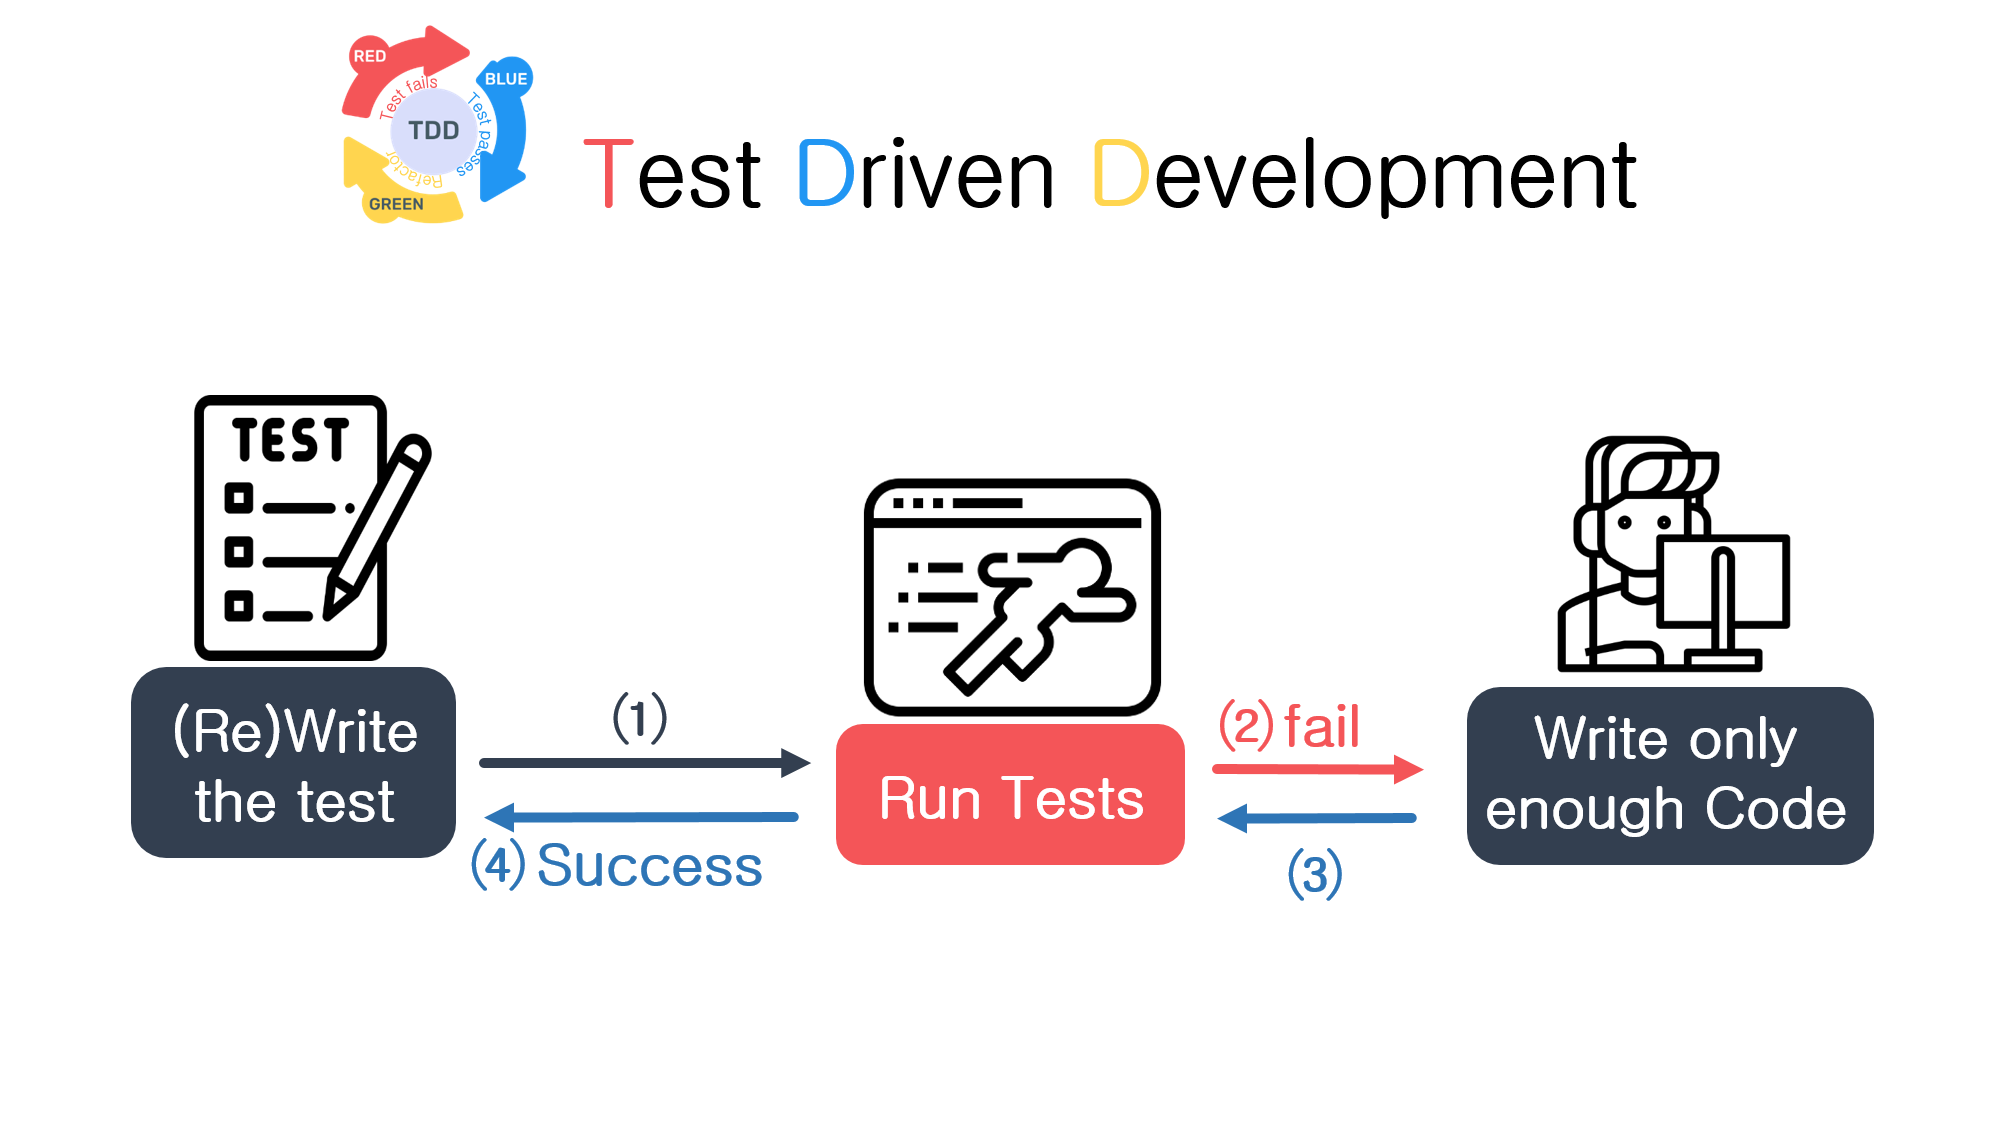 RED
Test fails
BLUE
Test passes
TDD
Refactor
GREEN
Test Driven Development
TEST
(Re)Write
the test
(1)
(4) Success
Run Tests
(2) fail
(3)
Write only
enough Code